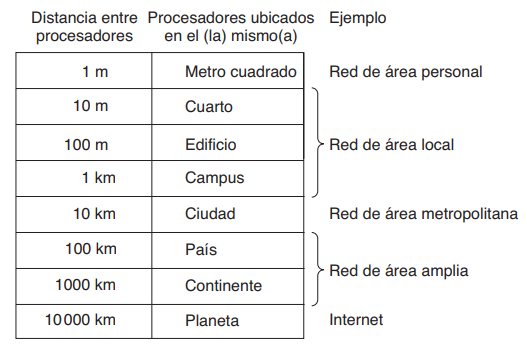 Distancia entre procesadores Procesadores ubicados en el (la) mismo(a) Ejemplo
1 m Metro cuadrado Red de área personal
10 m Cuarto
100 m Edificio Red de área local
1 km Campus
10 km Ciudad Red de área metropolitana
100 km País
Red de área amplia
1000 km Continente
10 000 km Planeta Internet